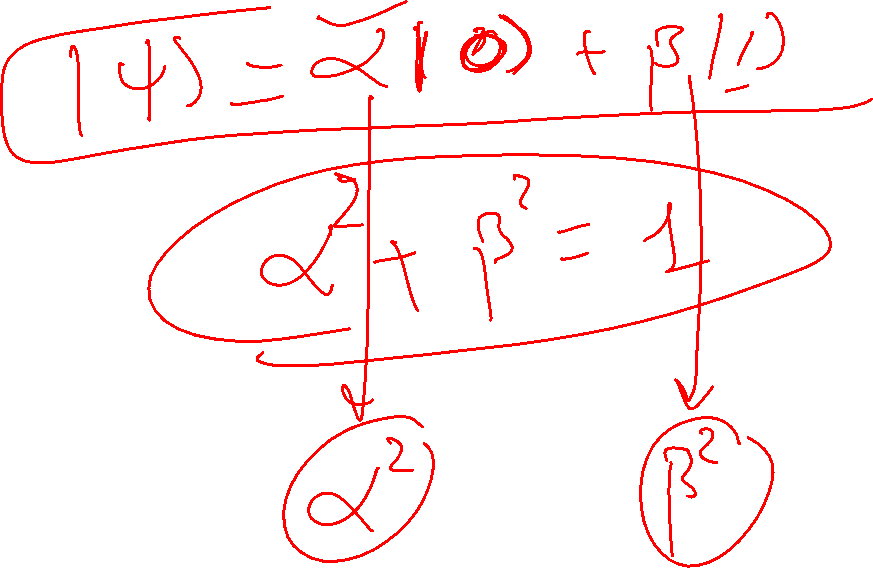 |ψ⟩ = α|0⟩ + β|1⟩
α² + β² = 1
α² β²